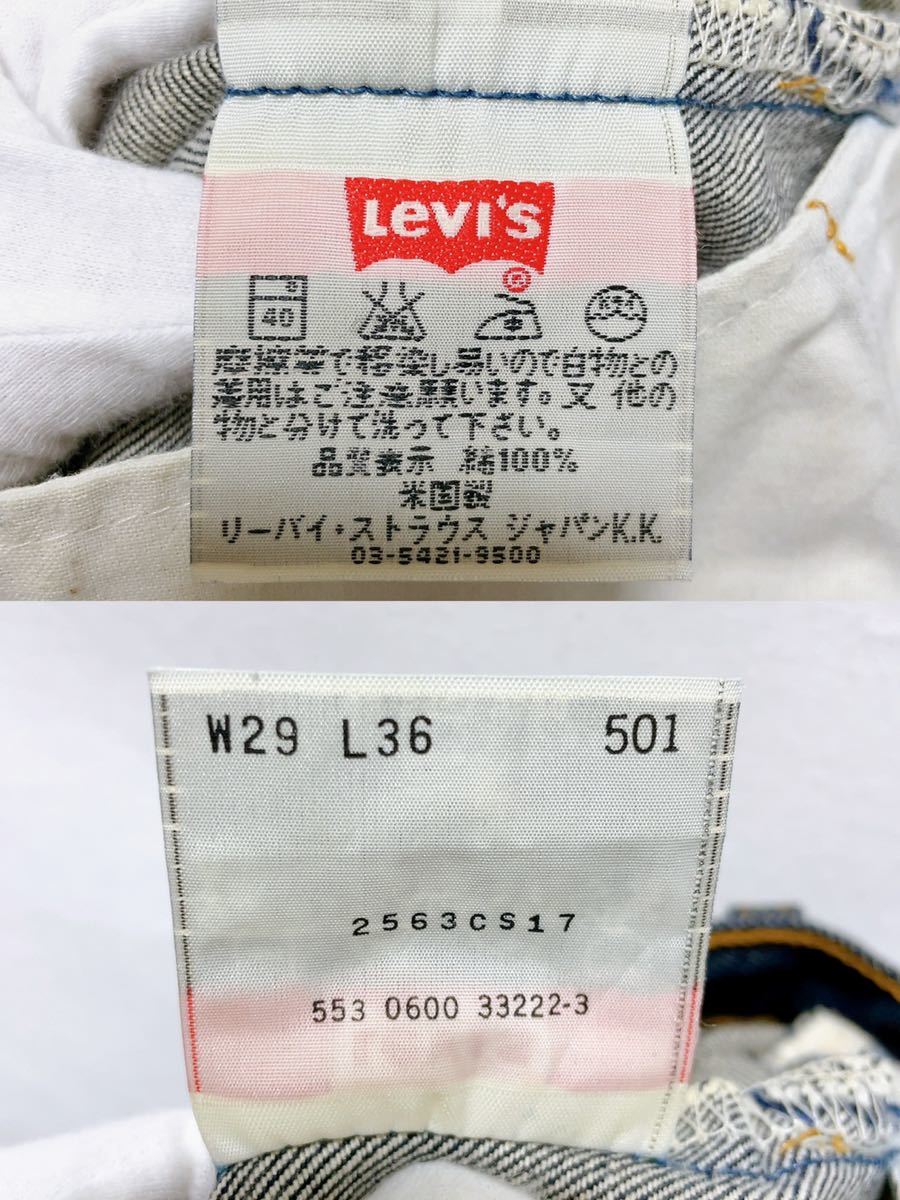 Levi's
®
40
摩擦等で移染し易いので白物との
着用はご注意願います。又 他の
物と分けて洗って下さい。
品質表示 綿100%
米国製
リーバイ・ストラウス ジャパンK.K.
03-5421-9500
W29 L36 501
2563CS17
553 0600 33222-3